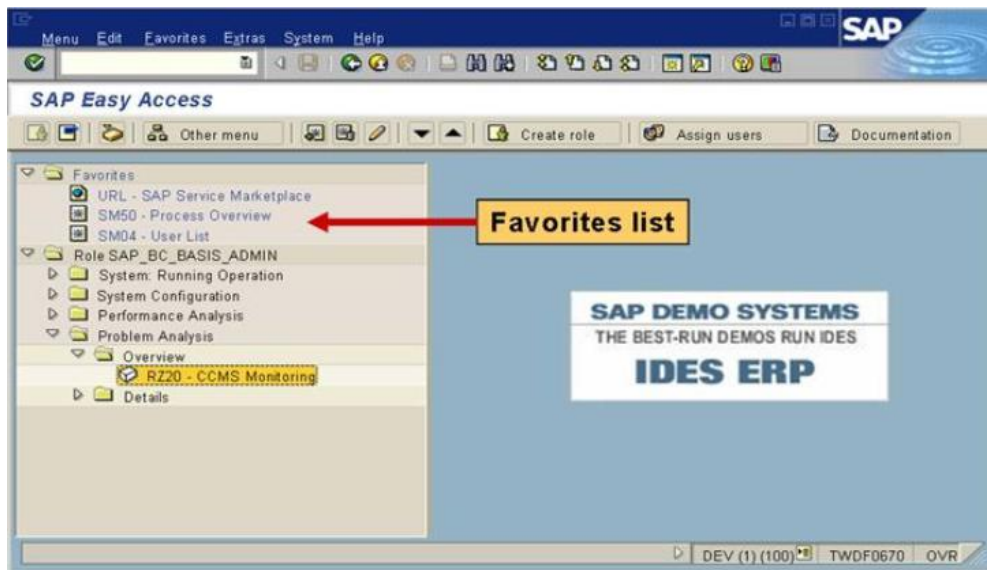 Menu Edit Favorites Extras System Help
SAP
SAP Easy Access
Other menu Create role Assign users Documentation
Favorites
URL - SAP Service Marketplace
SM50 - Process Overview
SM04 - User List
Favorites list
Role SAP_BC_BASIS_ADMIN
System: Running Operation
System Configuration
Performance Analysis
Problem Analysis
Overview
RZ20 - CCMS Monitoring
Details
SAP DEMO SYSTEMS
THE BEST-RUN DEMOS RUN IDES
IDES ERP
DEV (1) (100) TWDF0670 OVR